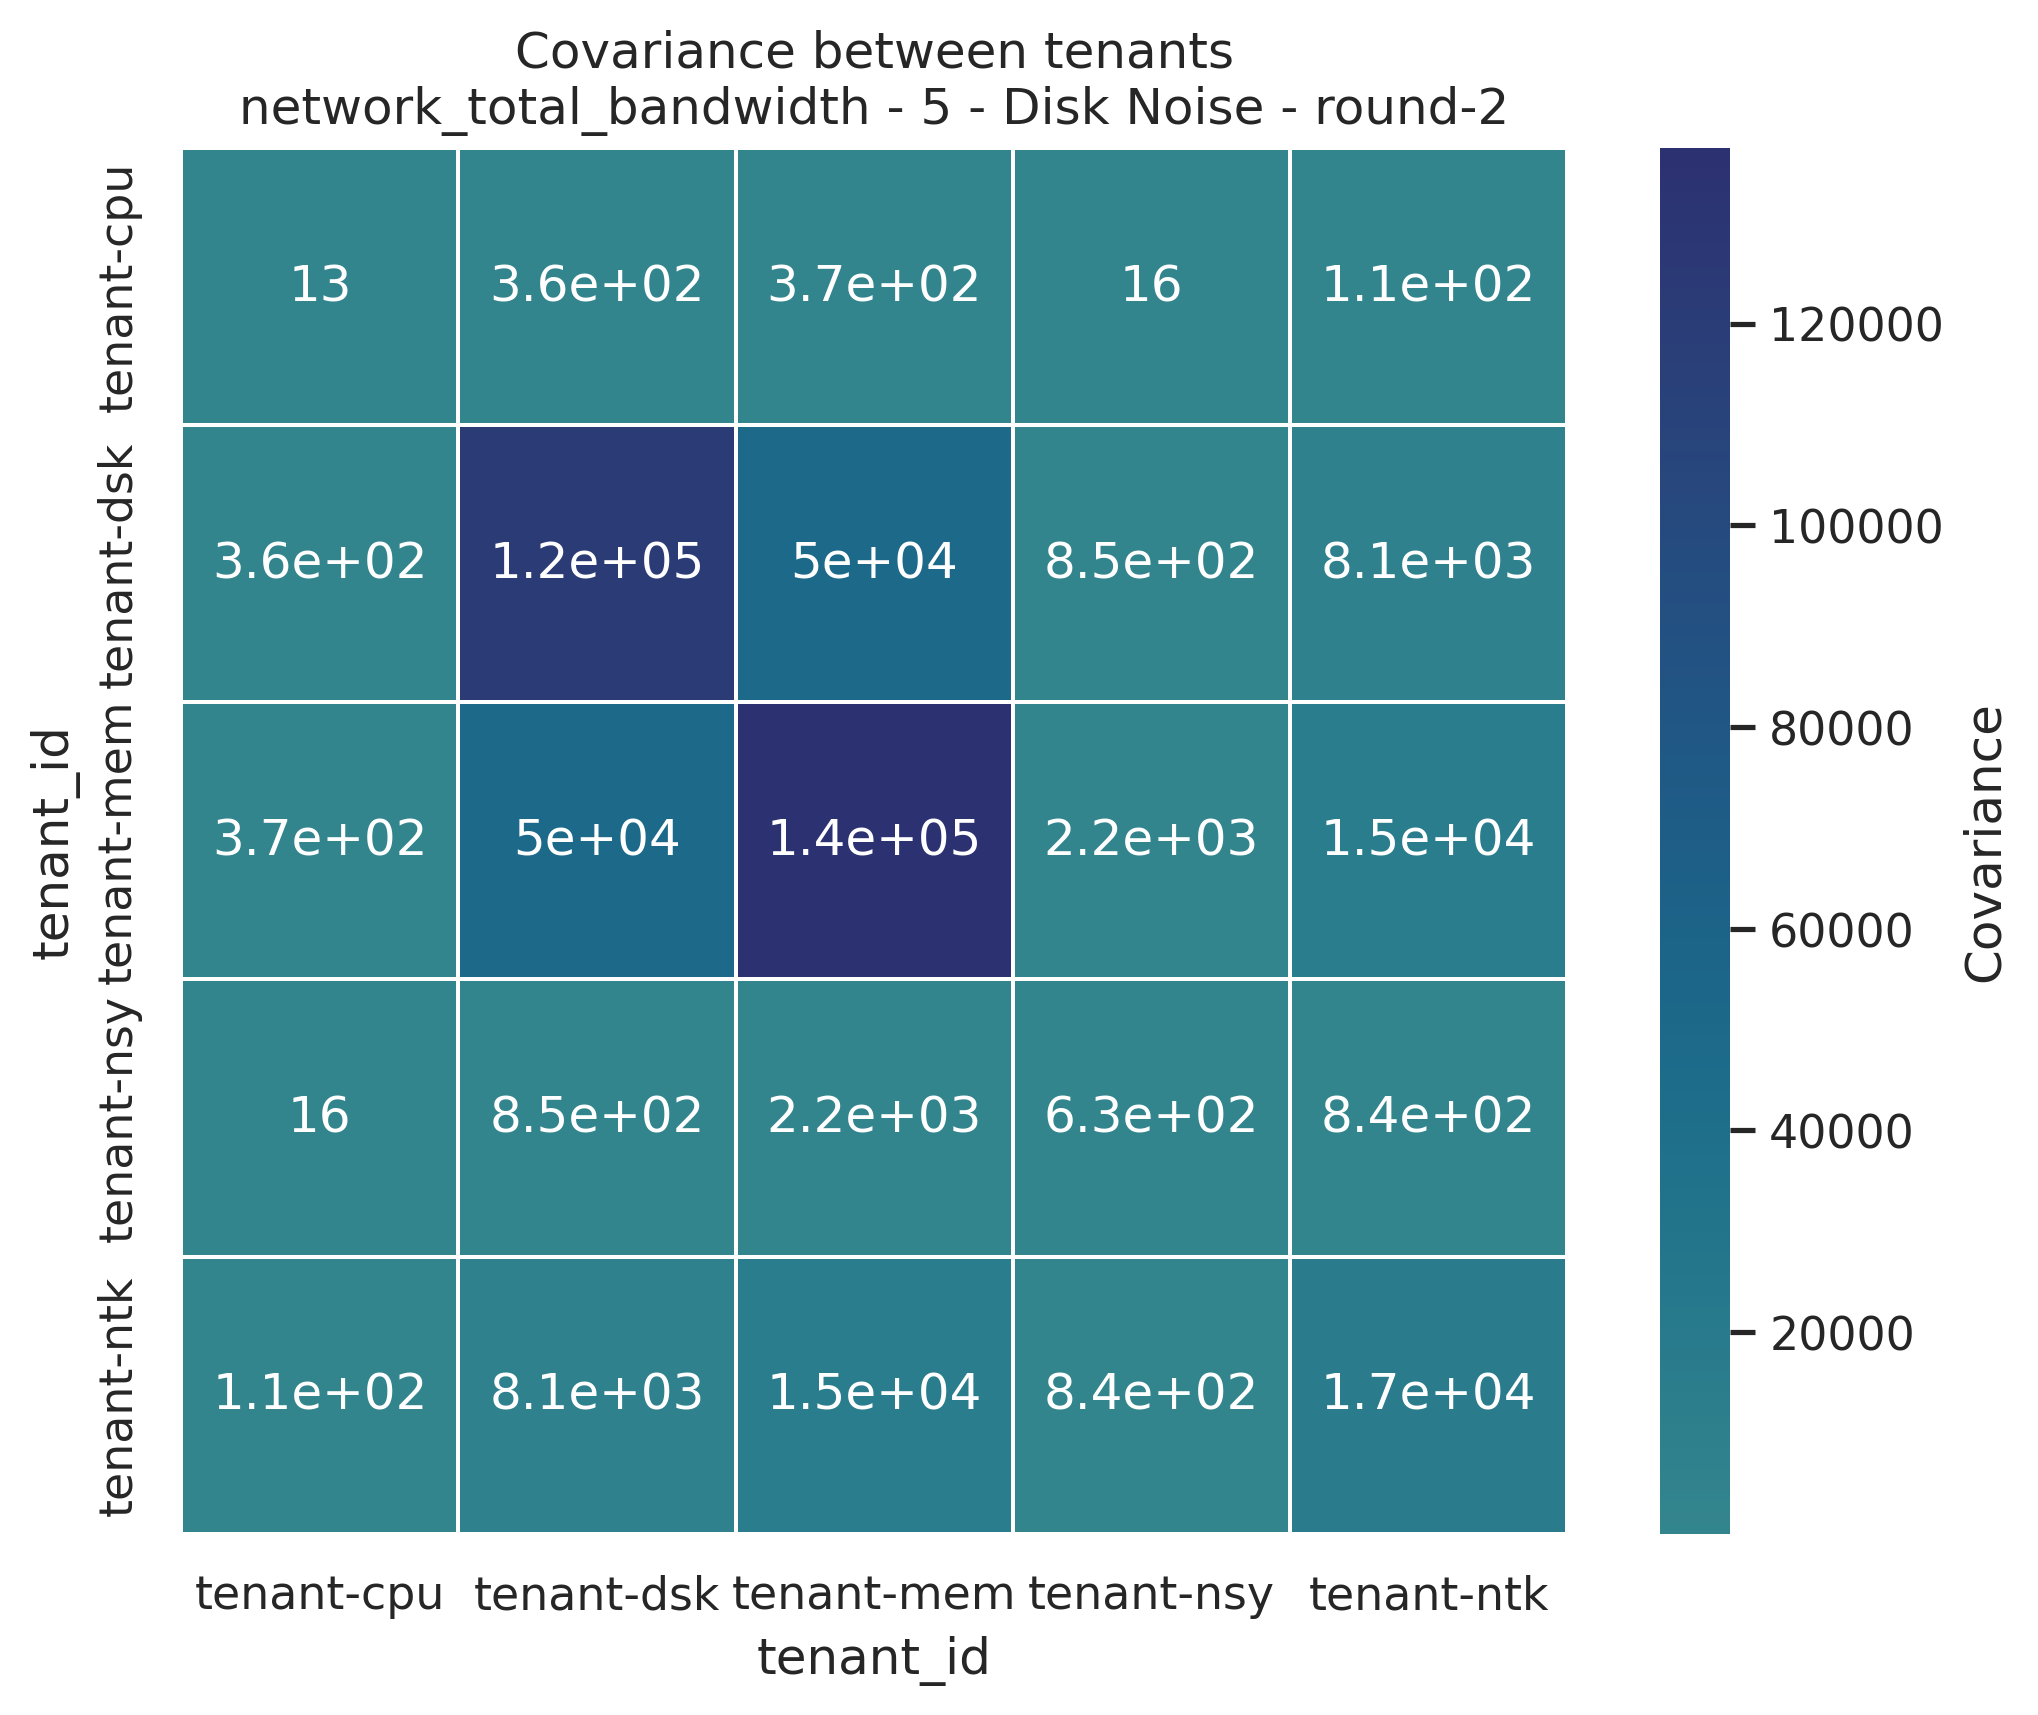 Covariance between tenants
network_total_bandwidth - 5 - Disk Noise - round-2
tenant_id
tenant-cpu
13
3.6e+02
3.7e+02
16
1.1e+02
tenant-dsk
3.6e+02
1.2e+05
5e+04
8.5e+02
8.1e+03
tenant-mem
3.7e+02
5e+04
1.4e+05
2.2e+03
1.5e+04
tenant-nsy
16
8.5e+02
2.2e+03
6.3e+02
8.4e+02
tenant-ntk
1.1e+02
8.1e+03
1.5e+04
8.4e+02
1.7e+04
tenant-cpu
tenant-dsk
tenant-mem
tenant-nsy
tenant-ntk
tenant_id
120000
100000
80000
60000
40000
20000
Covariance